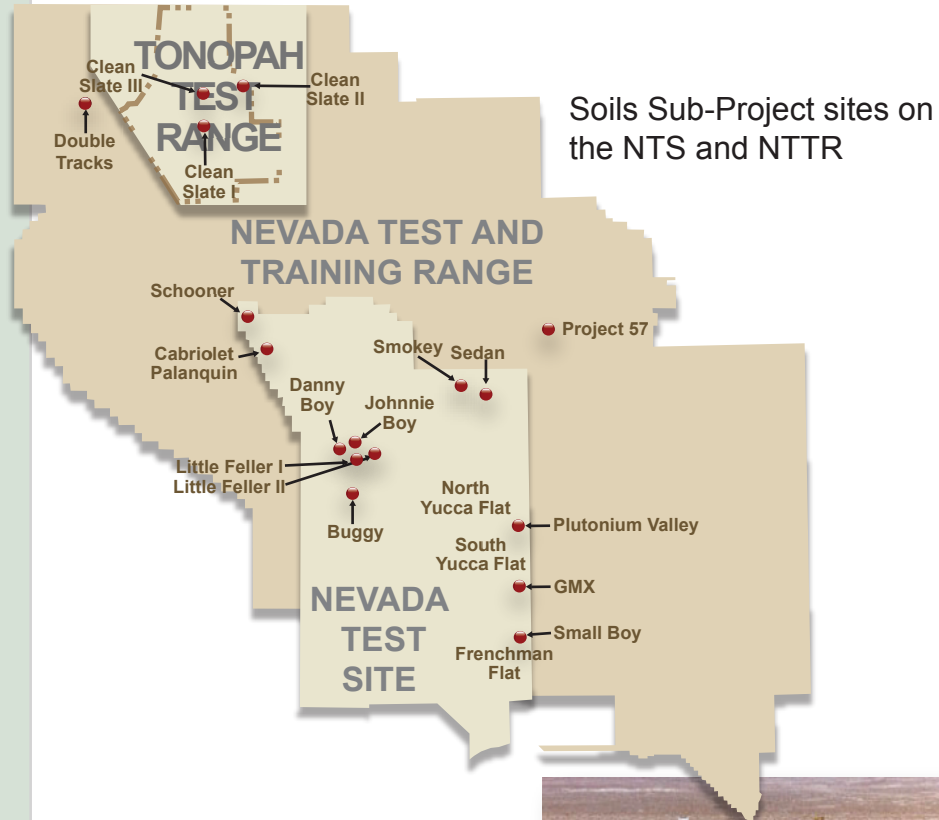 TONOPAH
TEST
RANGE
Clean
Slate III
Clean
Slate II
Double
Tracks
Clean
Slate I
Soils Sub-Project sites on
the NTS and NTTR
NEVADA TEST AND
TRAINING RANGE
Schooner
Cabriolet
Palanquin
Project 57
Smokey
Sedan
Danny
Boy
Johnnie
Boy
Little Feller I
Little Feller II
Buggy
North
Yucca Flat
Plutonium Valley
South
Yucca Flat
GMX
NEVADA
TEST
SITE
Small Boy
Frenchman
Flat